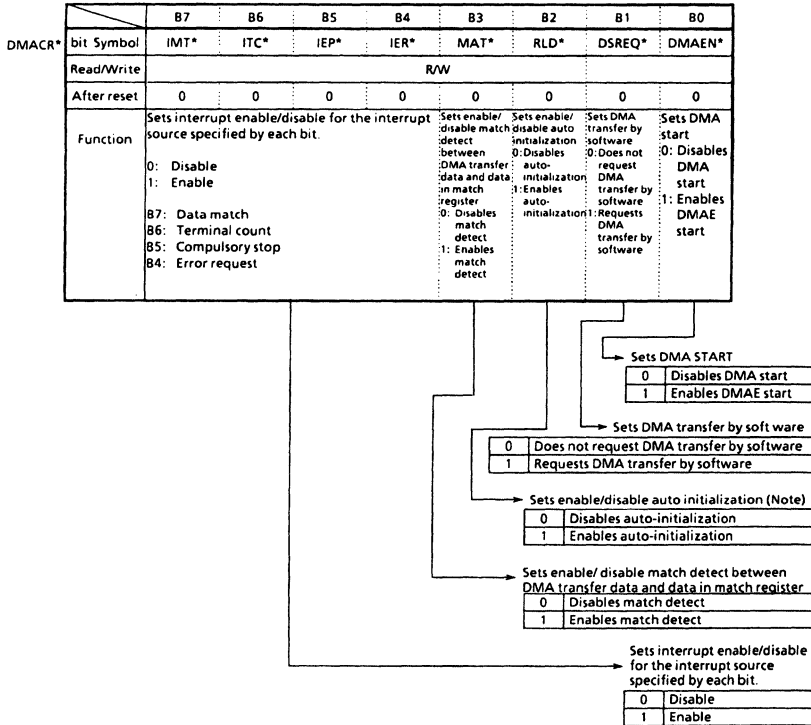 B7 B6 B5 B4 B3 B2 B1 B0
DMACR* bit Symbol IMT* ITC* IEP* IER* MAT* RLD* DSREQ* DMAEN*
Read/Write R/W
After reset 0 0 0 0 0 0 0 0
Function
Sets interrupt enable/disable for the interrupt
source specified by each bit.
0: Disable
1: Enable
B7: Data match
B6: Terminal count
B5: Compulsory stop
B4: Error request
Sets enable/
disable match
detect
between
DMA transfer
data and data
in match
register
0: Disables
match
detect
1: Enables
match
detect
Sets enable/
disable auto
initialization
0: Disables
auto-
initialization
1: Enables
auto-
initialization
Sets DMA
transfer by
software
0: Does not
request
DMA
transfer by
software
1: Requests
DMA
transfer by
software
Sets DMA
start
0: Disables
DMA
start
1: Enables
DMAE
start
Sets DMA START
0 Disables DMA start
1 Enables DMAE start
Sets DMA transfer by soft ware
0 Does not request DMA transfer by software
1 Requests DMA transfer by software
Sets enable/disable auto initialization (Note)
0 Disables auto-initialization
1 Enables auto-initialization
Sets enable/ disable match detect between
DMA transfer data and data in match register
0 Disables match detect
1 Enables match detect
Sets interrupt enable/disable
for the interrupt source
specified by each bit.
0 Disable
1 Enable